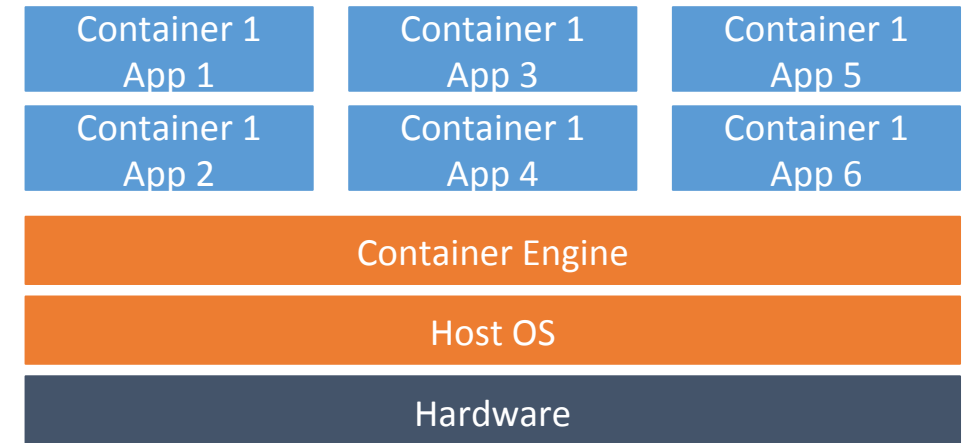 Container 1
App 1
Container 1
App 3
Container 1
App 5
Container 1
App 2
Container 1
App 4
Container 1
App 6
Container Engine
Host OS
Hardware